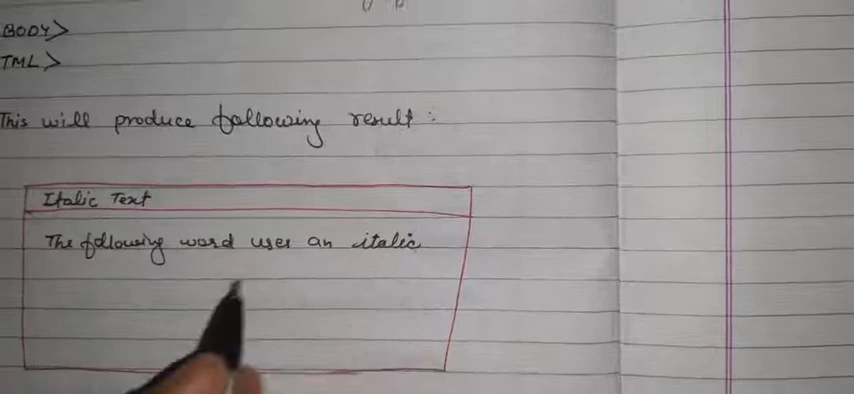 BODY>
TML>
This will produce following result:
Italic Text
The following word uses an italic